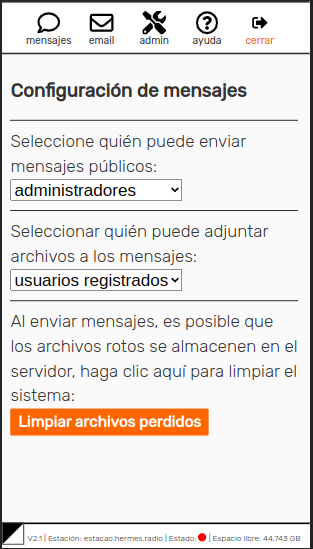 mensajes email admin ayuda cerrar
Configuración de mensajes
Seleccione quién puede enviar
mensajes públicos:
administradores
Seleccionar quién puede adjuntar
archivos a los mensajes:
usuarios registrados
Al enviar mensajes, es posible que
los archivos rotos se almacenen en el
servidor, haga clic aquí para limpiar el
sistema:
Limpiar archivos perdidos
V2.1 | Estación: estacao.hermes.radio | Estado: | Espacio libre: 44.743 GB